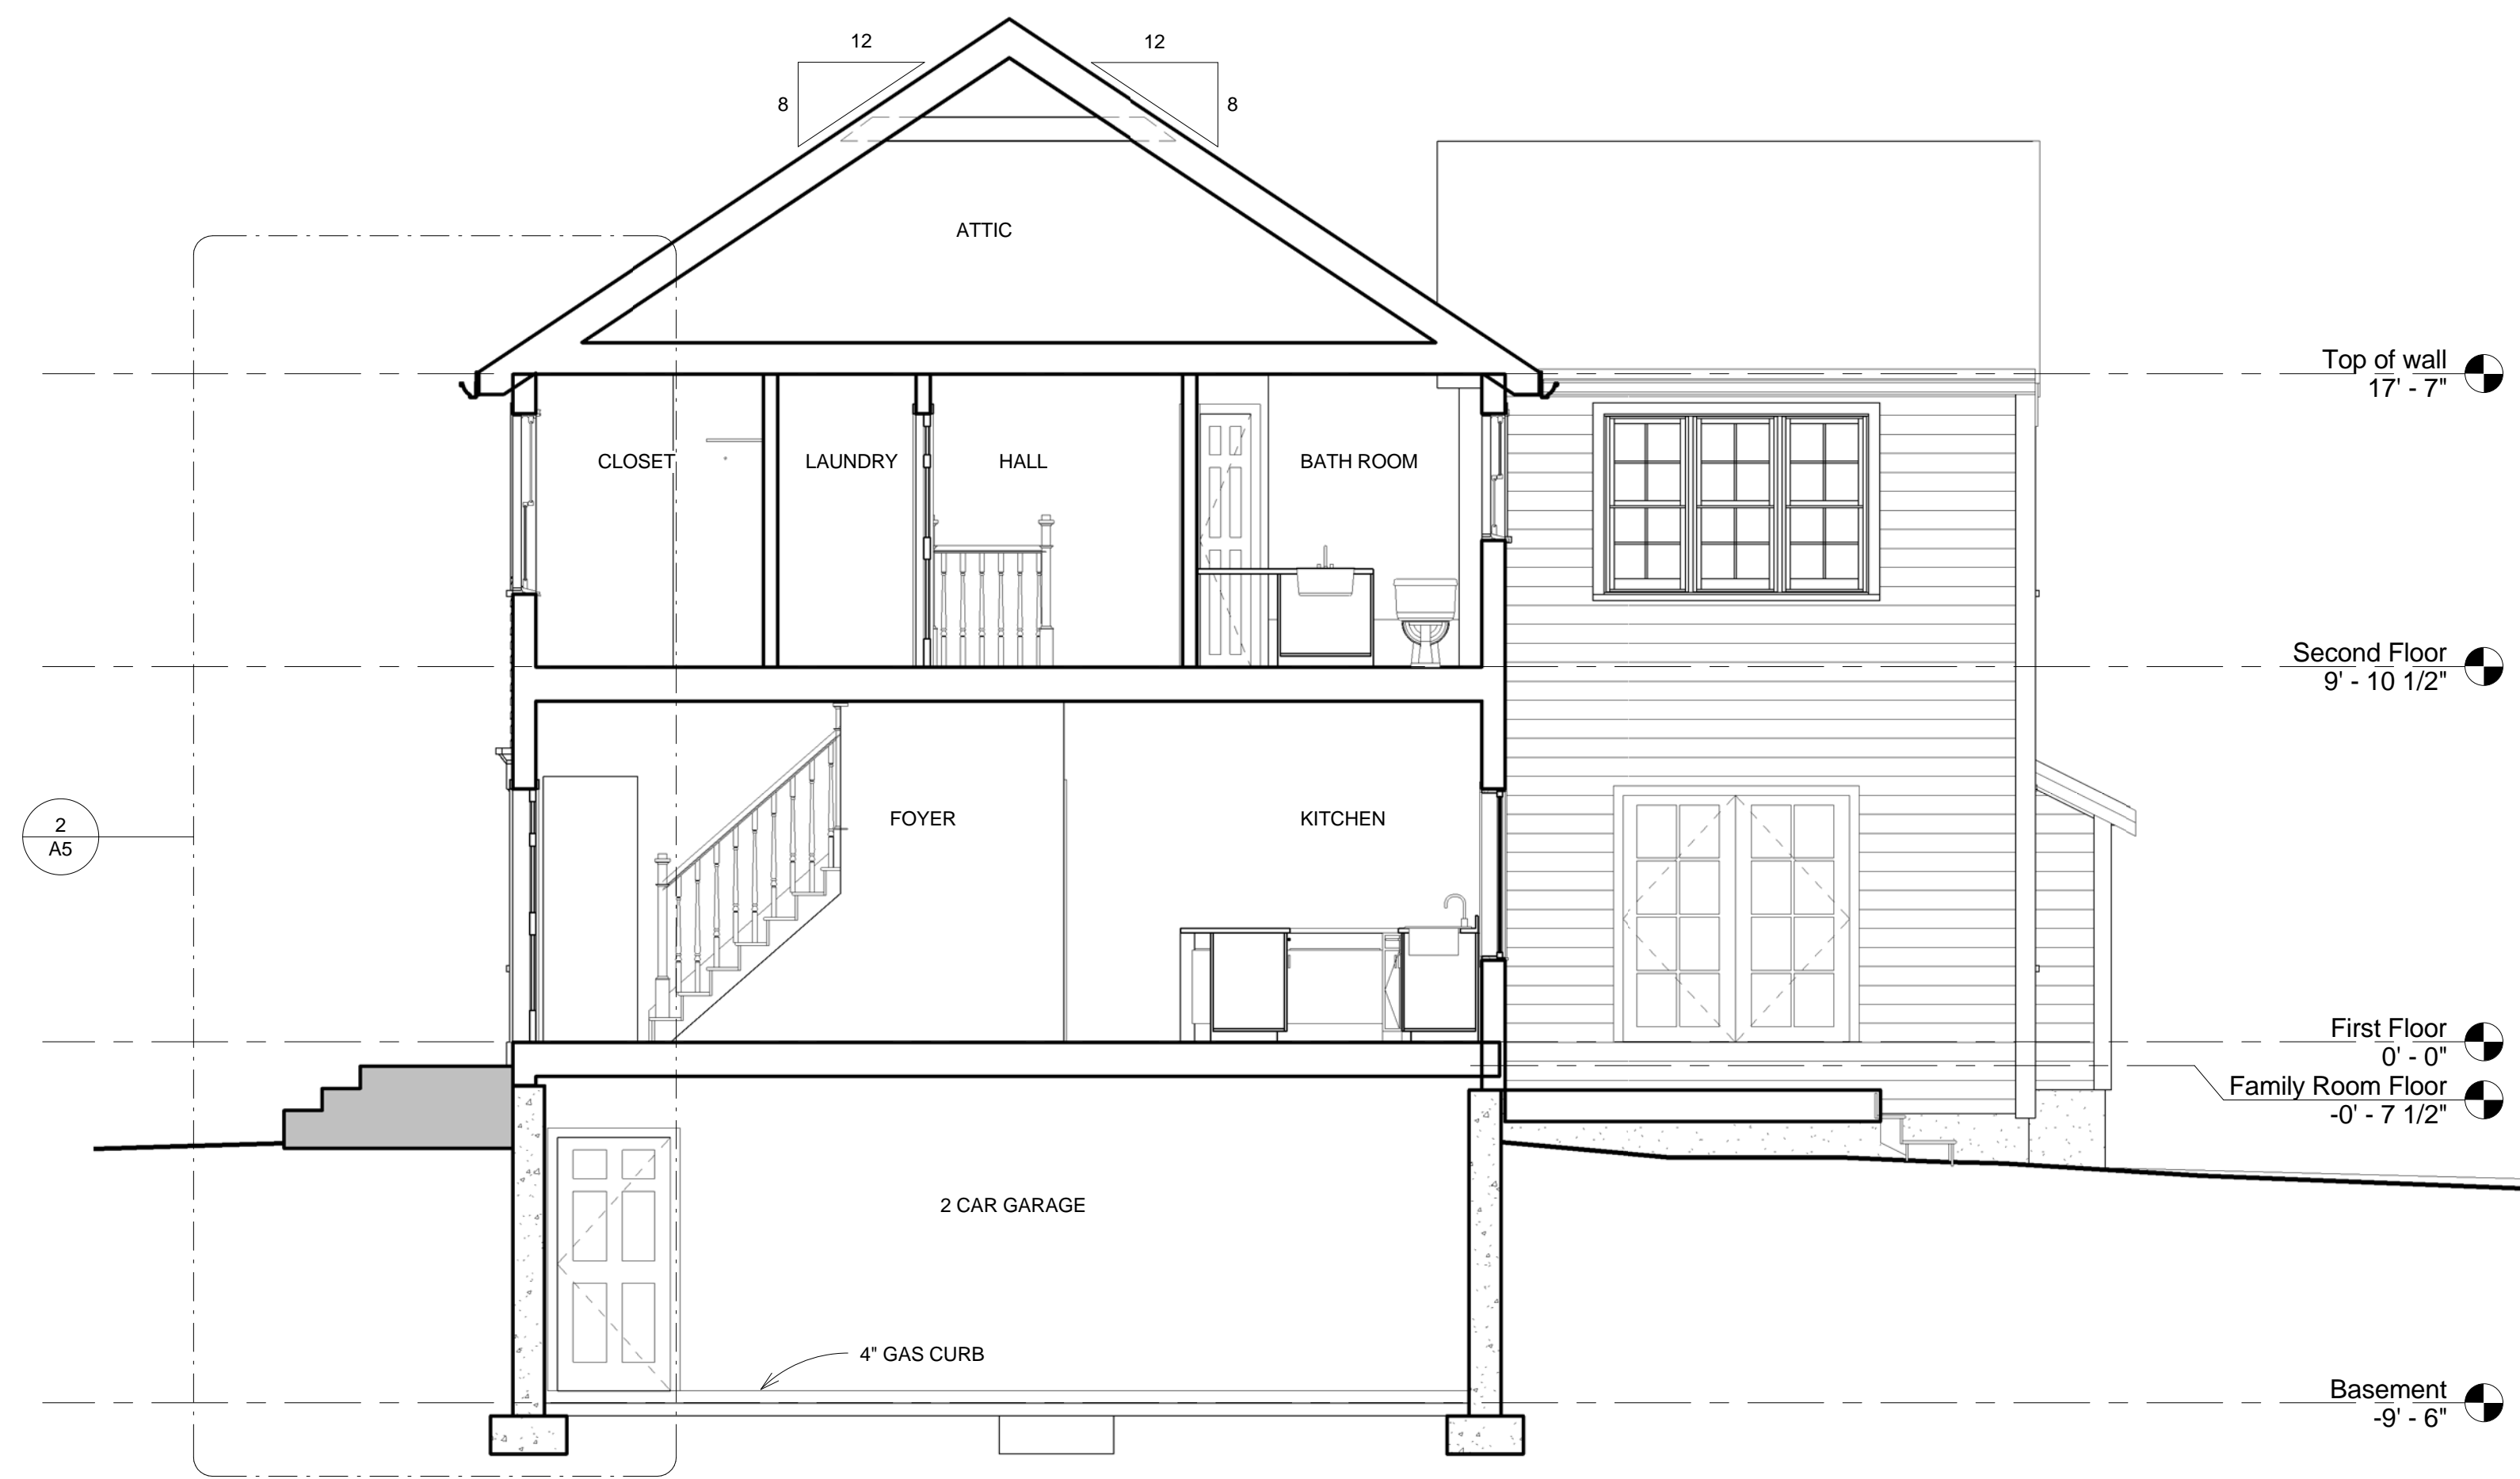 12
12
8
8
ATTIC
Top of wall
17' - 7"
CLOSET
LAUNDRY
HALL
BATH ROOM
Second Floor
9' - 10 1/2"
FOYER
KITCHEN
2
A5
First Floor
0' - 0"
Family Room Floor
-0' - 7 1/2"
2 CAR GARAGE
4" GAS CURB
Basement
-9' - 6"